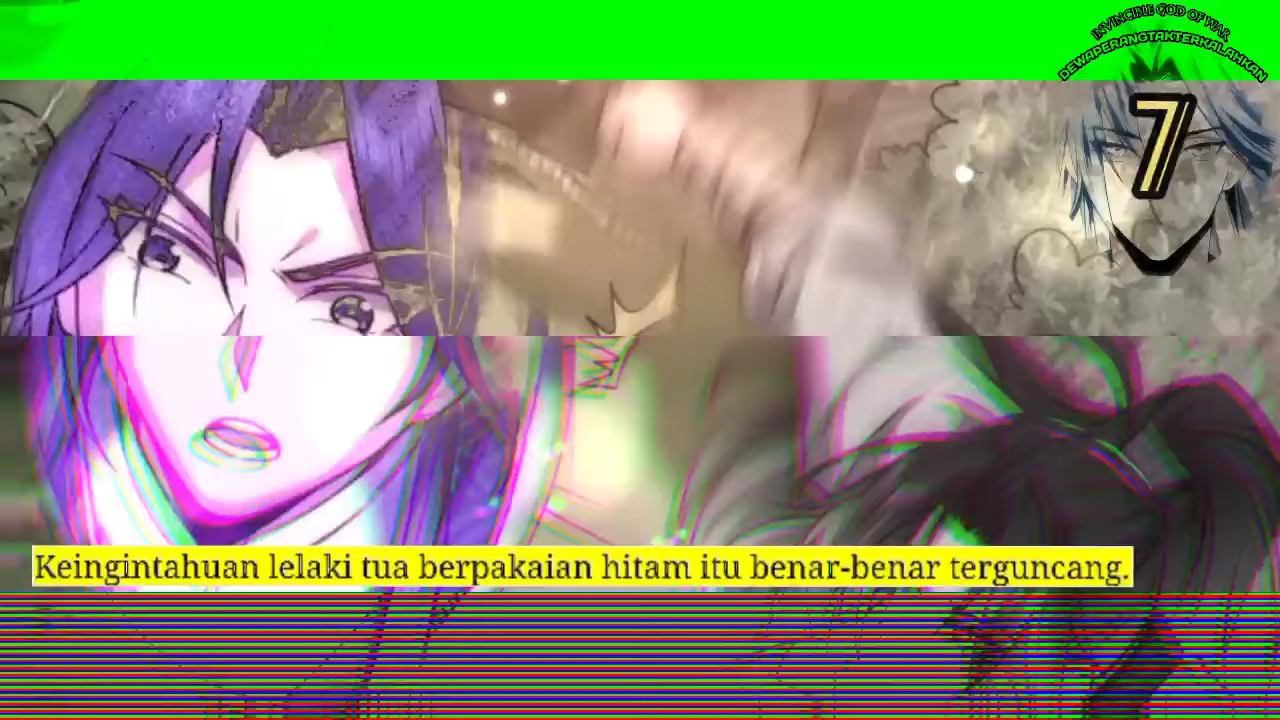 INVINCIBLE GOD OF WAR
DEWAPERANGTAKTERKALAHKAN
7
Keingintahuan lelaki tua berpakaian hitam itu benar-benar terguncang.